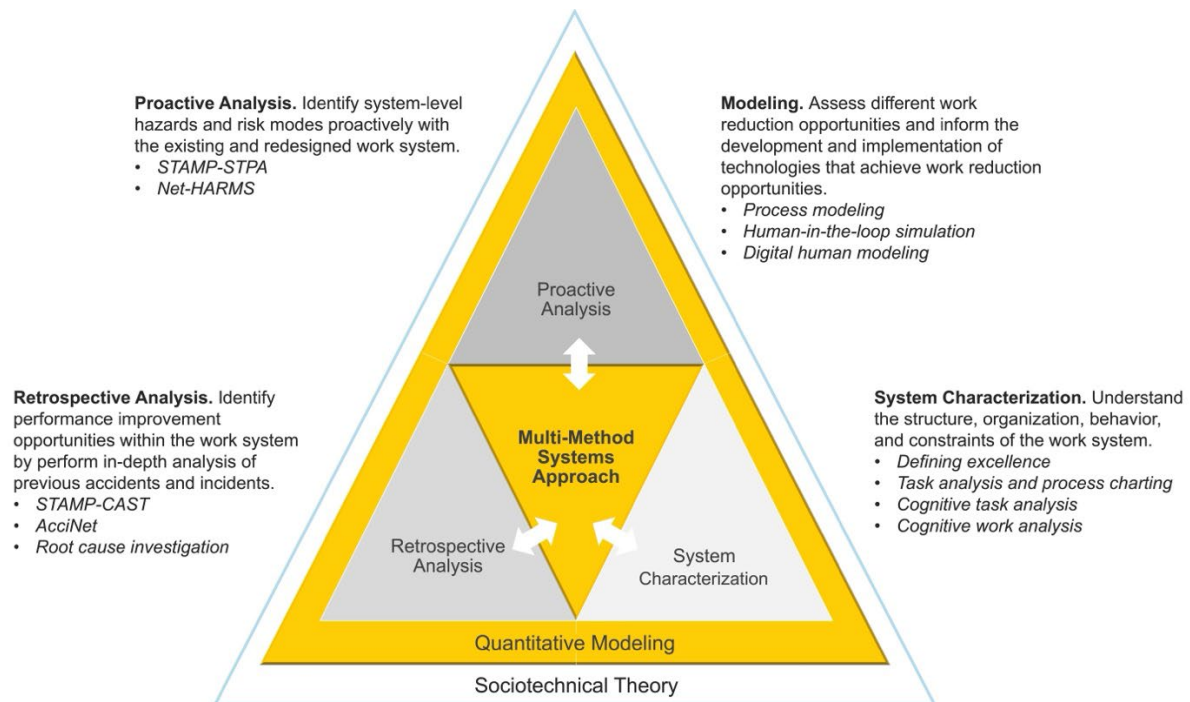 Proactive Analysis. Identify system-level
hazards and risk modes proactively with
the existing and redesigned work system.
• STAMP-STPA
• Net-HARMS
Modeling. Assess different work
reduction opportunities and inform the
development and implementation of
technologies that achieve work reduction
opportunities.
• Process modeling
• Human-in-the-loop simulation
• Digital human modeling
Proactive
Analysis
Retrospective Analysis. Identify
performance improvement
opportunities within the work system
by perform in-depth analysis of
previous accidents and incidents.
• STAMP-CAST
• AcciNet
• Root cause investigation
Multi-Method
Systems
Approach
System Characterization. Understand
the structure, organization, behavior,
and constraints of the work system.
• Defining excellence
• Task analysis and process charting
• Cognitive task analysis
• Cognitive work analysis
Retrospective
Analysis
System
Characterization
Quantitative Modeling
Sociotechnical Theory